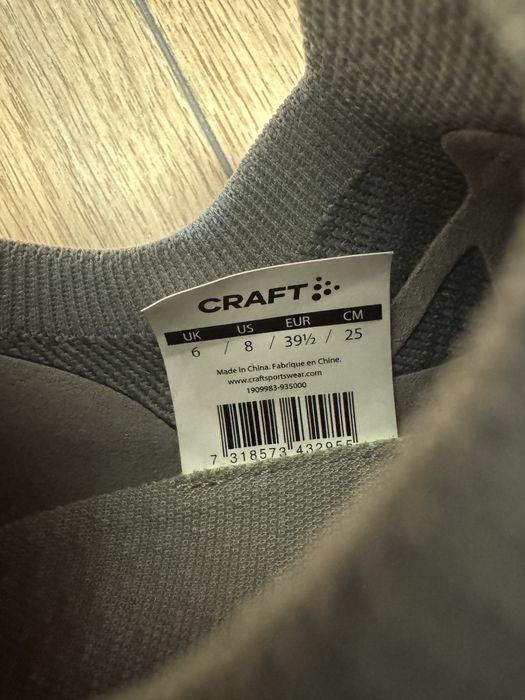 CRAFT
UK US EUR CM
6 / 8 / 39½ / 25
Made in China. Fabrique en Chine.
www.craftsportswear.com
1909983-935000
7 318573 432955